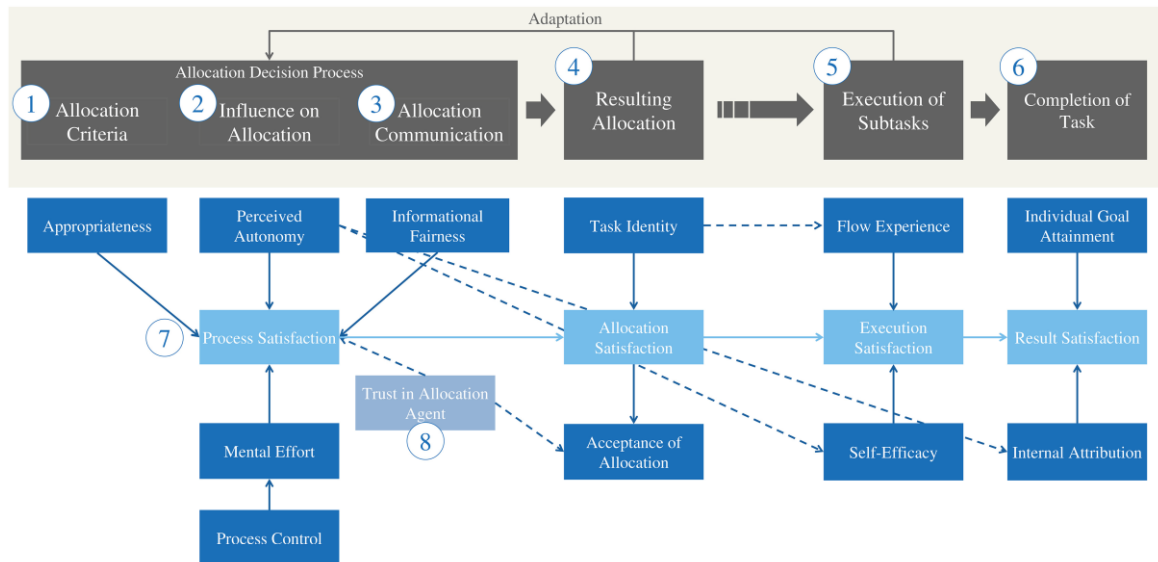 Adaptation
Allocation Decision Process
1
Allocation
Criteria
2
Influence on
Allocation
3
Allocation
Communication
4
Resulting
Allocation
5
Execution of
Subtasks
6
Completion of
Task
Appropriateness
Perceived
Autonomy
Informational
Fairness
Task Identity
Flow Experience
Individual Goal
Attainment
7
Process Satisfaction
Allocation
Satisfaction
Execution
Satisfaction
Result Satisfaction
Trust in Allocation
Agent
8
Mental Effort
Acceptance of
Allocation
Self-Efficacy
Internal Attribution
Process Control